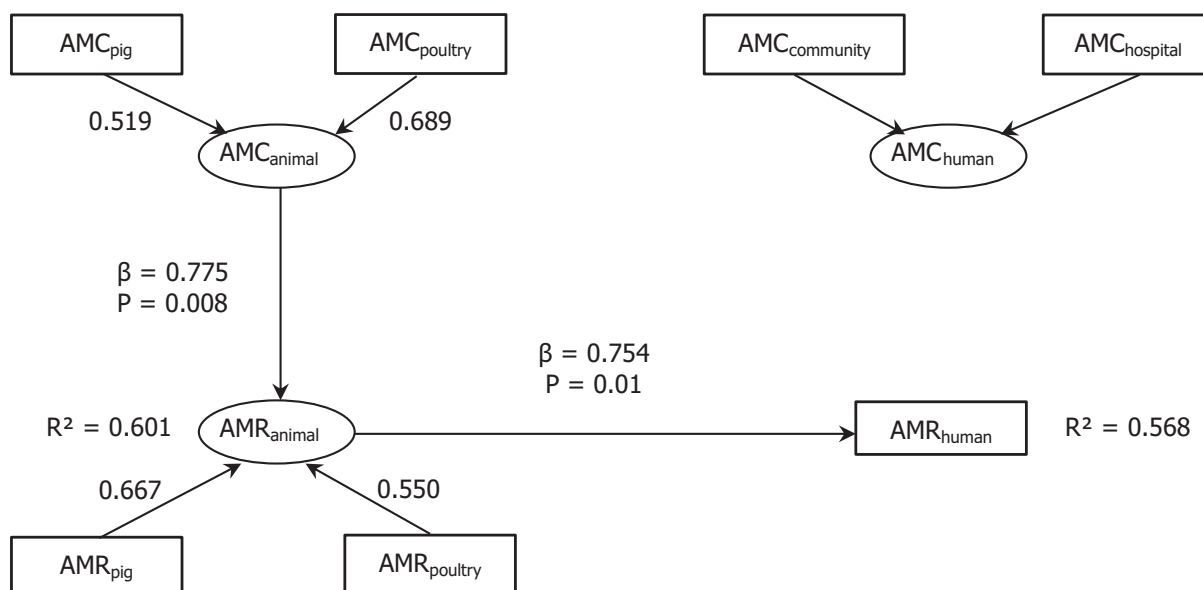 AMCpig
AMCpoultry
AMCcommunity
AMChospital
0.519
0.689
AMCanimal
AMChuman
β = 0.775
P = 0.008
β = 0.754
P = 0.01
R² = 0.601
AMRanimal
AMRhuman
R² = 0.568
0.667
0.550
AMRpig
AMRpoultry